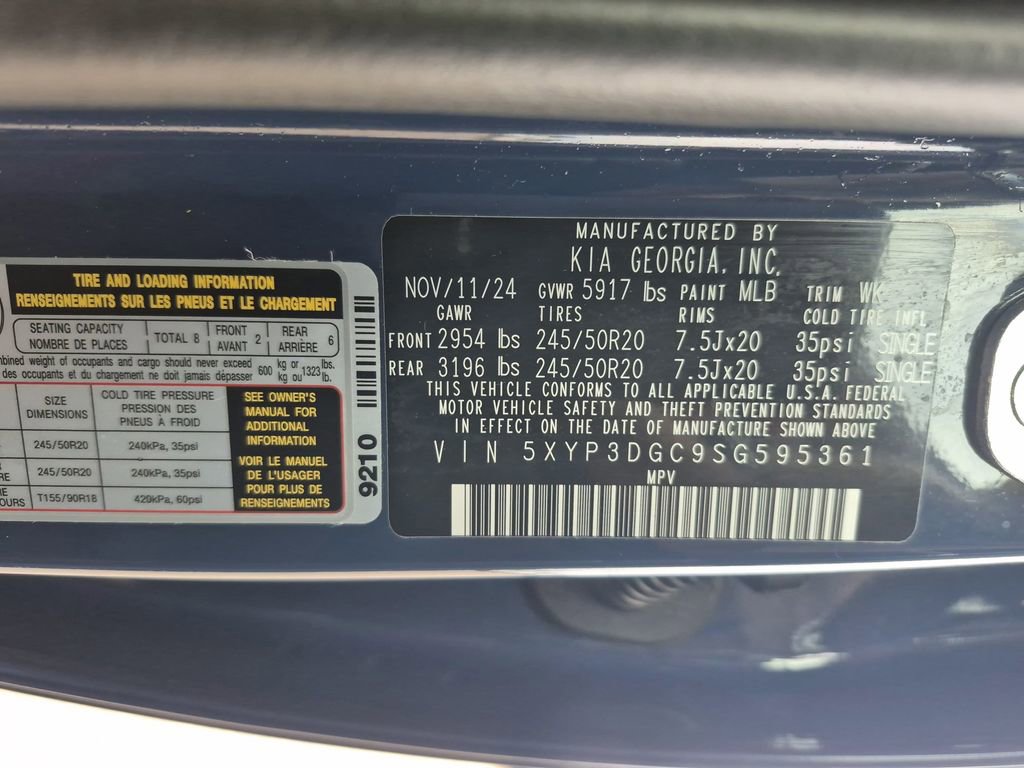 TIRE AND LOADING INFORMATION
RENSEIGNEMENTS SUR LES PNEUS ET LE CHARGEMENT
SEATING CAPACITY
NOMBRE DE PLACES
TOTAL 8
FRONT
AVANT 2
REAR
ARRIÈRE 6
weight of occupants and cargo should never exceed 600 kg or 1323 lbs.
des occupants et du chargement ne doit jamais dépasser kg ou lb.
SIZE
DIMENSIONS
COLD TIRE PRESSURE
PRESSION DES
PNEUS À FROID
245/50R20 240kPa, 35psi
245/50R20 240kPa, 35psi
T155/90R18 420kPa, 60psi
SEE OWNER'S
MANUAL FOR
ADDITIONAL
INFORMATION
VOIR LE MANUEL
DE L'USAGER
POUR PLUS DE
RENSEIGNEMENTS
9210
MANUFACTURED BY
KIA GEORGIA, INC.
NOV/11/24 GVWR 5917 lbs PAINT MLB TRIM WK
GAWR TIRES RIMS COLD TIRE INFL
FRONT 2954 lbs 245/50R20 7.5Jx20 35psi SINGLE
REAR 3196 lbs 245/50R20 7.5Jx20 35psi SINGLE
THIS VEHICLE CONFORMS TO ALL APPLICABLE U.S.A. FEDERAL
MOTOR VEHICLE SAFETY AND THEFT PREVENTION STANDARDS
IN EFFECT ON THE DATE OF MANUFACTURE SHOWN ABOVE
VIN 5XYP3DGC9SG595361
MPV